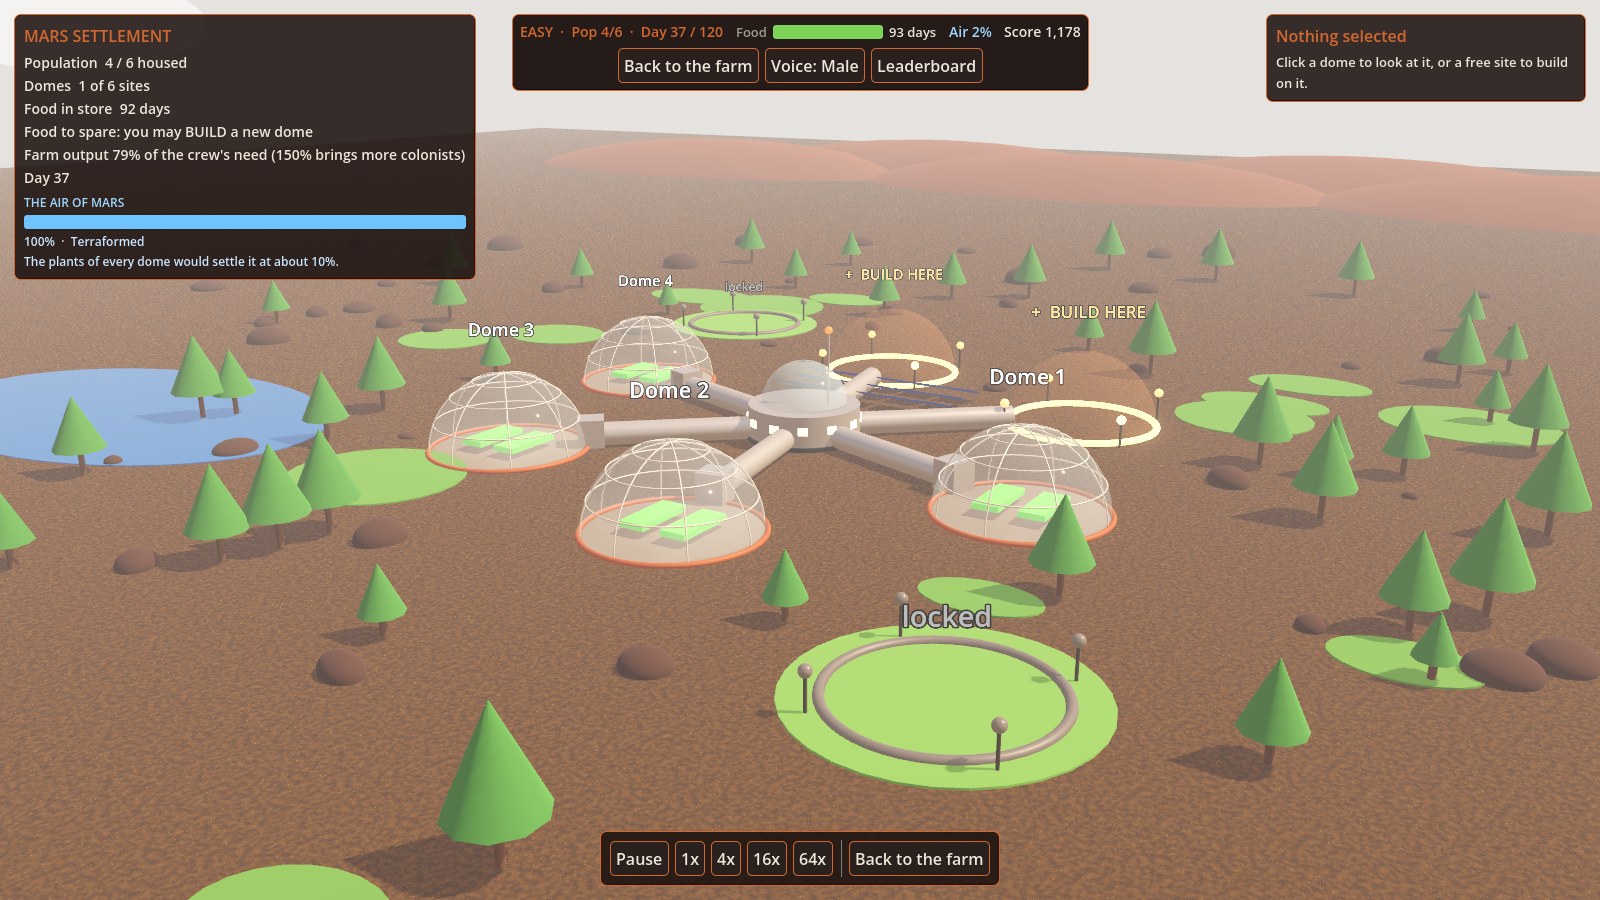 MARS SETTLEMENT
Population 4 / 6 housed
Domes 1 of 6 sites
Food in store 92 days
Food to spare: you may BUILD a new dome
Farm output 79% of the crew's need (150% brings more colonists)
Day 37
THE AIR OF MARS
100% · Terraformed
The plants of every dome would settle it at about 10%.
EASY · Pop 4/6 · Day 37 / 120 Food 93 days Air 2% Score 1,178
Back to the farm Voice: Male Leaderboard
Nothing selected
Click a dome to look at it, or a free site to build
on it.
Dome 4
locked
+ BUILD HERE
+ BUILD HERE
Dome 3
Dome 2
Dome 1
locked
Pause 1x 4x 16x 64x Back to the farm